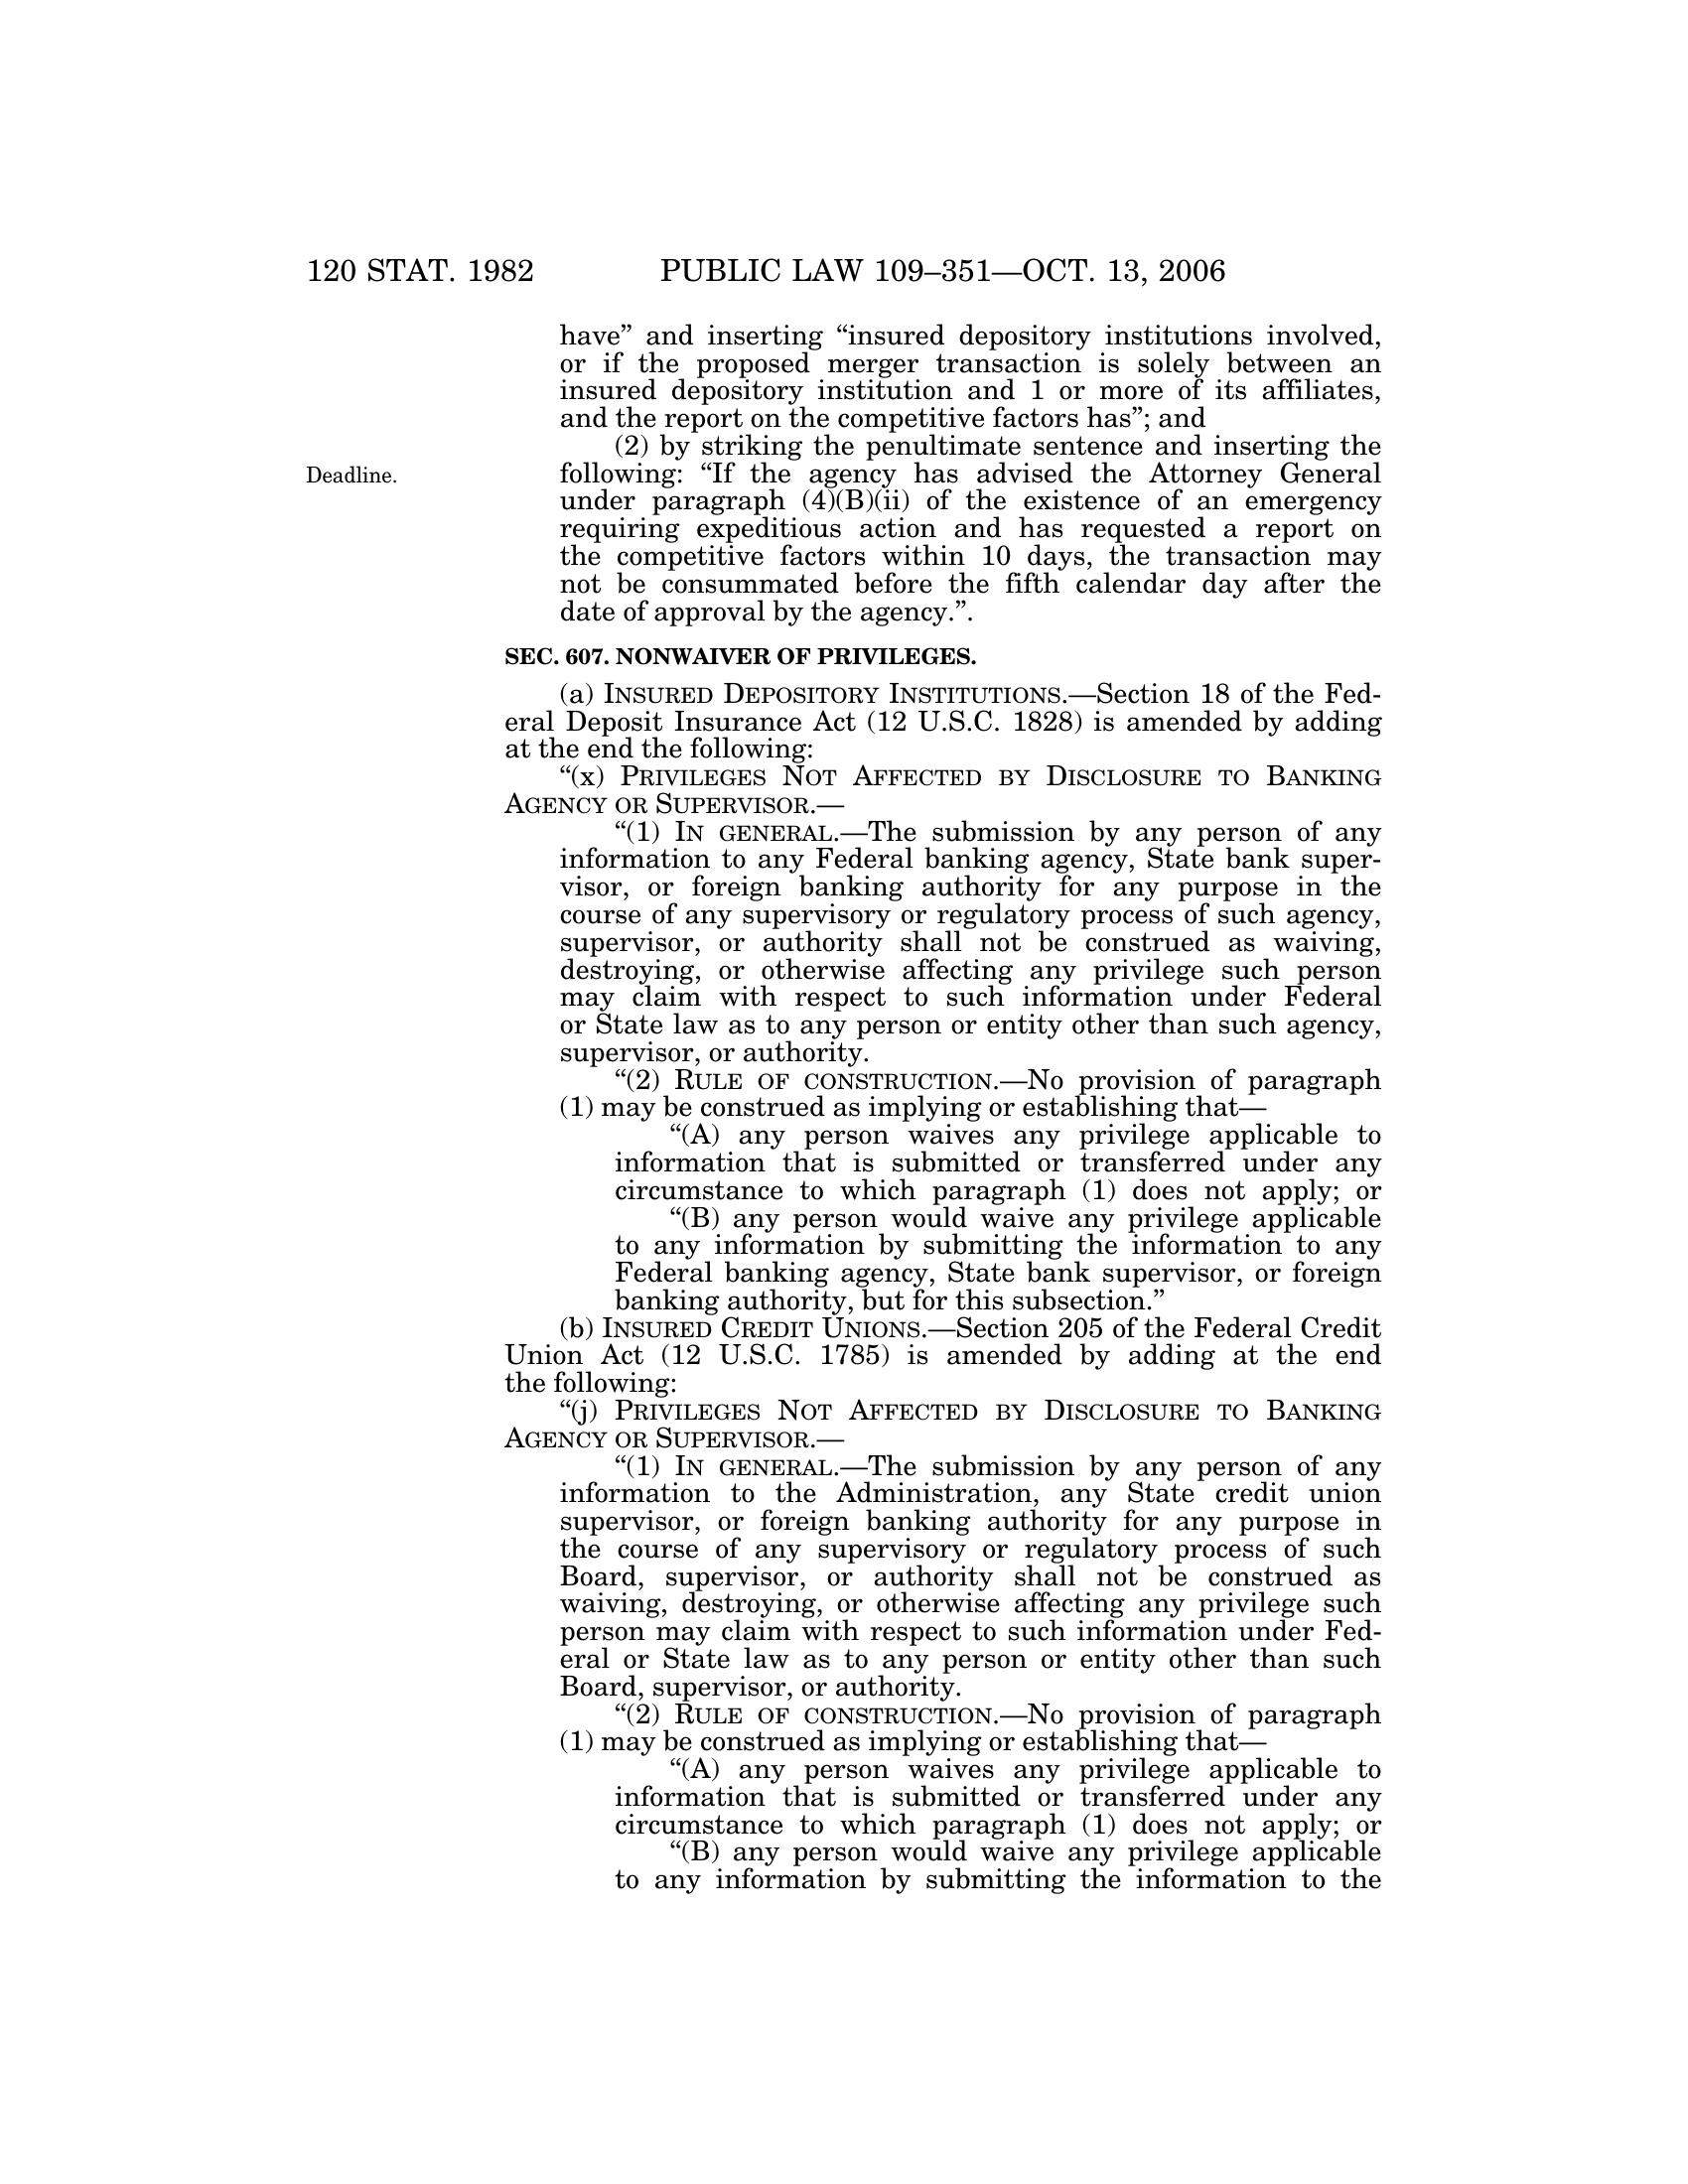 120 STAT. 1982 PUBLIC LAW 109–351—OCT. 13, 2006
have” and inserting “insured depository institutions involved,
or if the proposed merger transaction is solely between an
insured depository institution and 1 or more of its affiliates,
and the report on the competitive factors has”; and
(2) by striking the penultimate sentence and inserting the
Deadline.
following: “If the agency has advised the Attorney General
under paragraph (4)(B)(ii) of the existence of an emergency
requiring expeditious action and has requested a report on
the competitive factors within 10 days, the transaction may
not be consummated before the fifth calendar day after the
date of approval by the agency.”.
SEC. 607. NONWAIVER OF PRIVILEGES.
(a) INSURED DEPOSITORY INSTITUTIONS.—Section 18 of the Fed-
eral Deposit Insurance Act (12 U.S.C. 1828) is amended by adding
at the end the following:
“(x) PRIVILEGES NOT AFFECTED BY DISCLOSURE TO BANKING
AGENCY OR SUPERVISOR.—
“(1) IN GENERAL.—The submission by any person of any
information to any Federal banking agency, State bank super-
visor, or foreign banking authority for any purpose in the
course of any supervisory or regulatory process of such agency,
supervisor, or authority shall not be construed as waiving,
destroying, or otherwise affecting any privilege such person
may claim with respect to such information under Federal
or State law as to any person or entity other than such agency,
supervisor, or authority.
“(2) RULE OF CONSTRUCTION.—No provision of paragraph
(1) may be construed as implying or establishing that—
“(A) any person waives any privilege applicable to
information that is submitted or transferred under any
circumstance to which paragraph (1) does not apply; or
“(B) any person would waive any privilege applicable
to any information by submitting the information to any
Federal banking agency, State bank supervisor, or foreign
banking authority, but for this subsection.”
(b) INSURED CREDIT UNIONS.—Section 205 of the Federal Credit
Union Act (12 U.S.C. 1785) is amended by adding at the end
the following:
“(j) PRIVILEGES NOT AFFECTED BY DISCLOSURE TO BANKING
AGENCY OR SUPERVISOR.—
“(1) IN GENERAL.—The submission by any person of any
information to the Administration, any State credit union
supervisor, or foreign banking authority for any purpose in
the course of any supervisory or regulatory process of such
Board, supervisor, or authority shall not be construed as
waiving, destroying, or otherwise affecting any privilege such
person may claim with respect to such information under Fed-
eral or State law as to any person or entity other than such
Board, supervisor, or authority.
“(2) RULE OF CONSTRUCTION.—No provision of paragraph
(1) may be construed as implying or establishing that—
“(A) any person waives any privilege applicable to
information that is submitted or transferred under any
circumstance to which paragraph (1) does not apply; or
“(B) any person would waive any privilege applicable
to any information by submitting the information to the